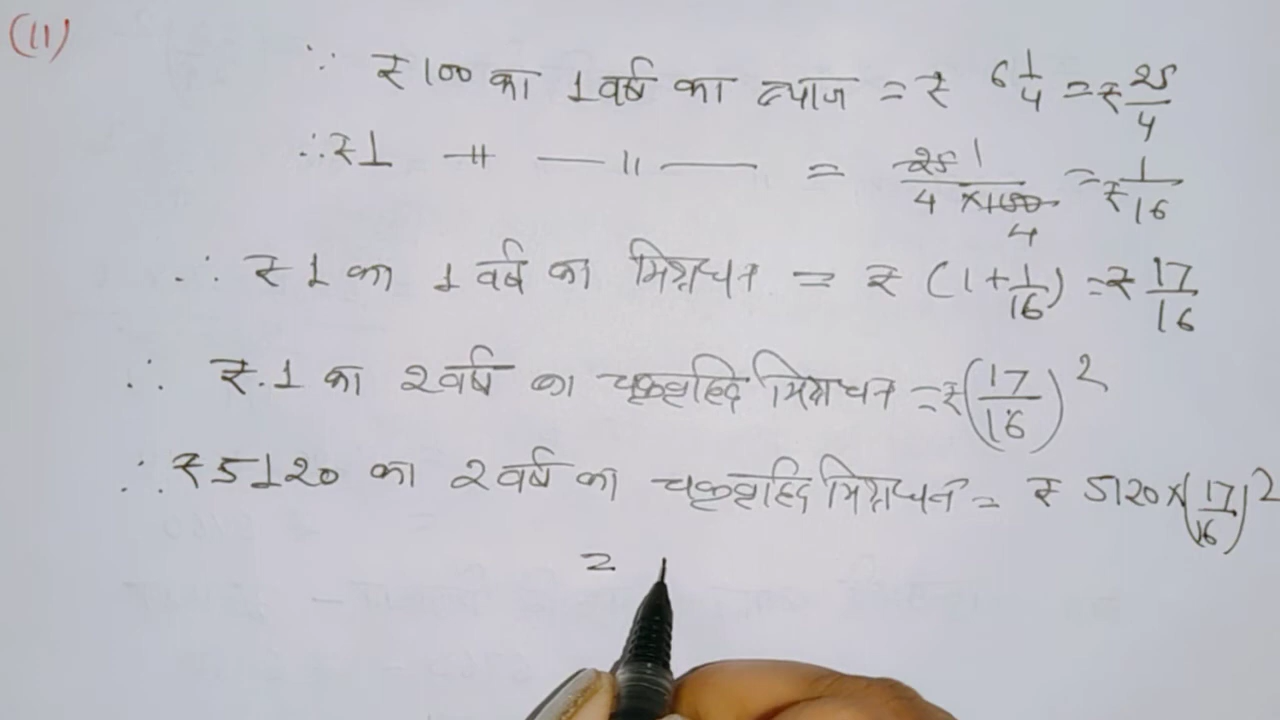 (11)
∵ ₹100 का 1 वर्ष का ब्याज = ₹ 6 1/4 = ₹ 25/4
∴ ₹1 —||— —||— = 25/(4×100) = ₹ 1/16
∴ ₹1 का 1 वर्ष का मिश्रधन = ₹ (1+1/16) = ₹ 17/16
∴ ₹.1 का 2 वर्ष का चक्रवृद्धि मिश्रधन = ₹ (17/16)²
∴ ₹5120 का 2 वर्ष का चक्रवृद्धि मिश्रधन = ₹ 5120×(17/16)²
=